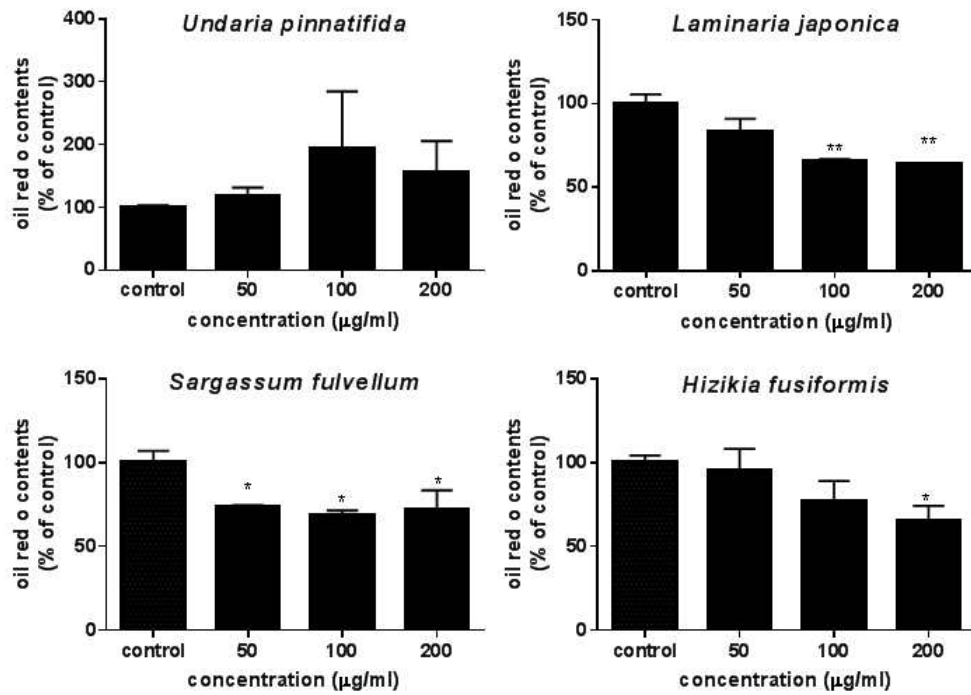 Undaria pinnatifida
oil red o contents
(% of control)
400
300
200
100
0
control 50 100 200
concentration (μg/ml)
Laminaria japonica
oil red o contents
(% of control)
150
100
50
0
** **
control 50 100 200
concentration (μg/ml)
Sargassum fulvellum
oil red o contents
(% of control)
150
100
50
0
* * *
control 50 100 200
concentration (μg/ml)
Hizikia fusiformis
oil red o contents
(% of control)
150
100
50
0
*
control 50 100 200
concentration (μg/ml)